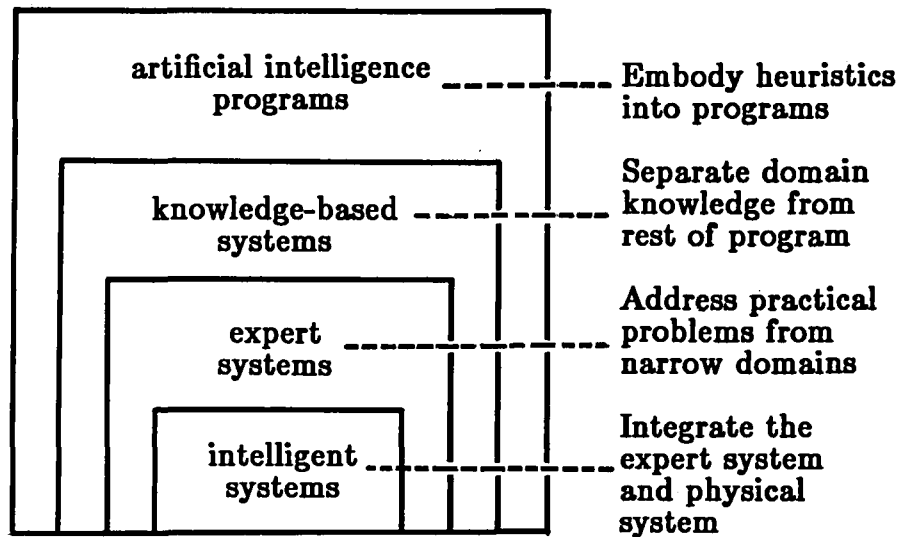 artificial intelligence
programs
Embody heuristics
into programs
knowledge-based
systems
Separate domain
knowledge from
rest of program
expert
systems
Address practical
problems from
narrow domains
intelligent
systems
Integrate the
expert system
and physical
system